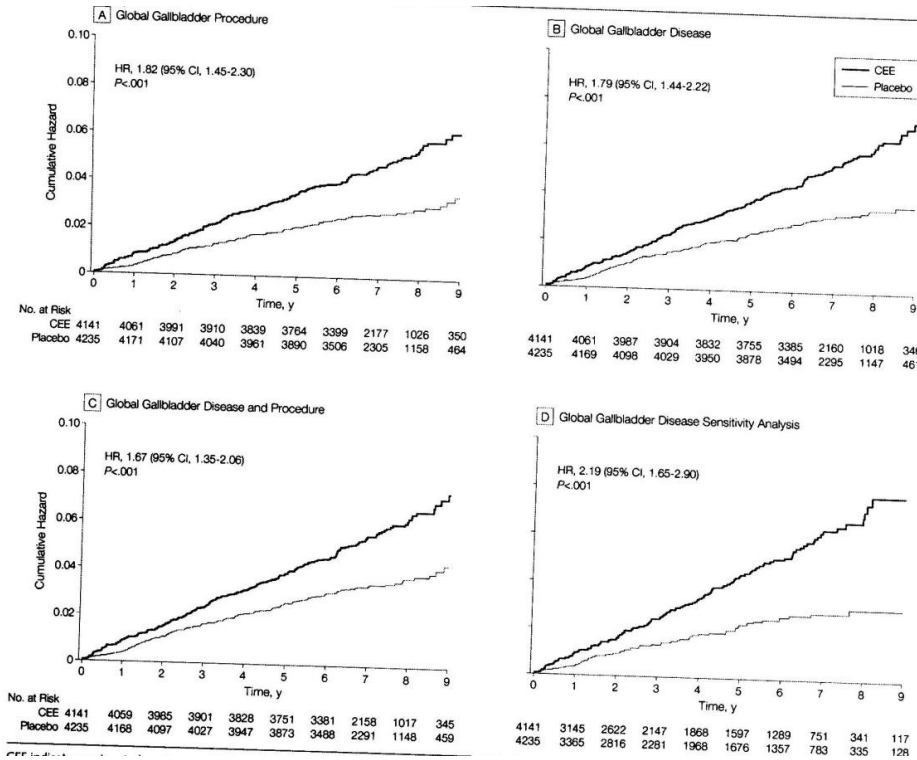 A Global Gallbladder Procedure
0.10
0.08
0.06
0.04
0.02
0
Cumulative Hazard
HR, 1.82 (95% CI, 1.45-2.30)
P<.001
0 1 2 3 4 5 6 7 8 9
Time, y
No. at Risk
CEE 4141 4061 3991 3910 3839 3764 3399 2177 1026 350
Placebo 4235 4171 4107 4040 3961 3890 3506 2305 1158 464
B Global Gallbladder Disease
HR, 1.79 (95% CI, 1.44-2.22)
P<.001
CEE
Placebo
0 1 2 3 4 5 6 7 8 9
Time, y
4141 4061 3987 3904 3832 3755 3385 2160 1018
4235 4169 4098 4029 3950 3878 3494 2295 1147
C Global Gallbladder Disease and Procedure
0.10
0.08
0.06
0.04
0.02
0
Cumulative Hazard
HR, 1.67 (95% CI, 1.35-2.06)
P<.001
0 1 2 3 4 5 6 7 8 9
Time, y
No. at Risk
CEE 4141 4059 3985 3901 3828 3751 3381 2158 1017 345
Placebo 4235 4168 4097 4027 3947 3873 3488 2291 1148 459
D Global Gallbladder Disease Sensitivity Analysis
HR, 2.19 (95% CI, 1.65-2.90)
P<.001
0 1 2 3 4 5 6 7 8 9
Time, y
4141 3145 2622 2147 1868 1597 1289 751 341 117
4235 3365 2816 2281 1968 1676 1357 783 335 128